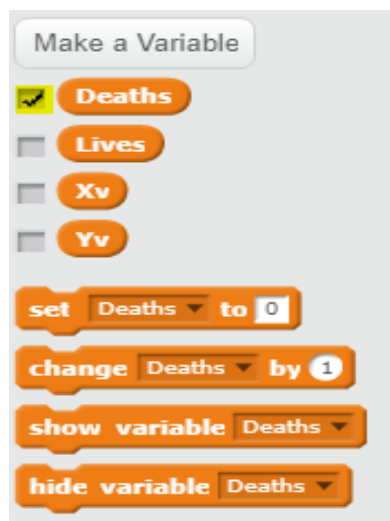 Make a Variable
Deaths
Lives
Xv
Yv
set Deaths to 0
change Deaths by 1
show variable Deaths
hide variable Deaths